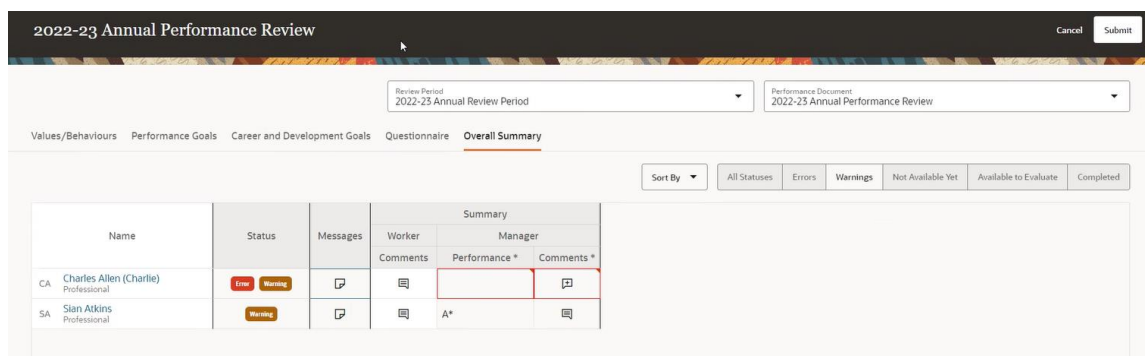 2022-23 Annual Performance Review
Cancel
Submit
Review Period
2022-23 Annual Review Period
Performance Document
2022-23 Annual Performance Review
Values/Behaviours Performance Goals Career and Development Goals Questionnaire Overall Summary
Sort By
All Statuses Errors Warnings Not Available Yet Available to Evaluate Completed
Summary
Name Status Messages Worker Manager
Comments Performance * Comments *
CA Charles Allen (Charlie) Error Warning
Professional
SA Sian Atkins Warning A*
Professional